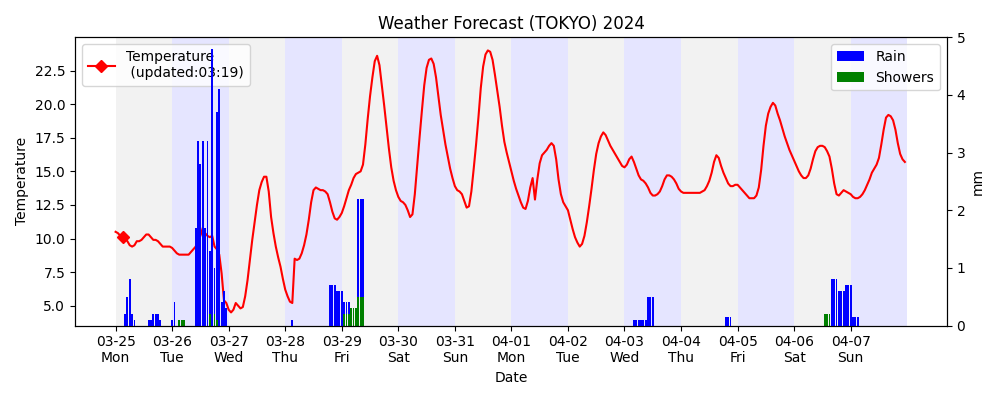 Weather Forecast (TOKYO) 2024
Temperature
(updated:03:19)
Rain
Showers
Temperature
22.5
20.0
17.5
15.0
12.5
10.0
7.5
5.0
5
4
3
2
1
0
mm
03-25 03-26 03-27 03-28 03-29 03-30 03-31 04-01 04-02 04-03 04-04 04-05 04-06 04-07
Mon Tue Wed Thu Fri Sat Sun Mon Tue Wed Thu Fri Sat Sun
Date